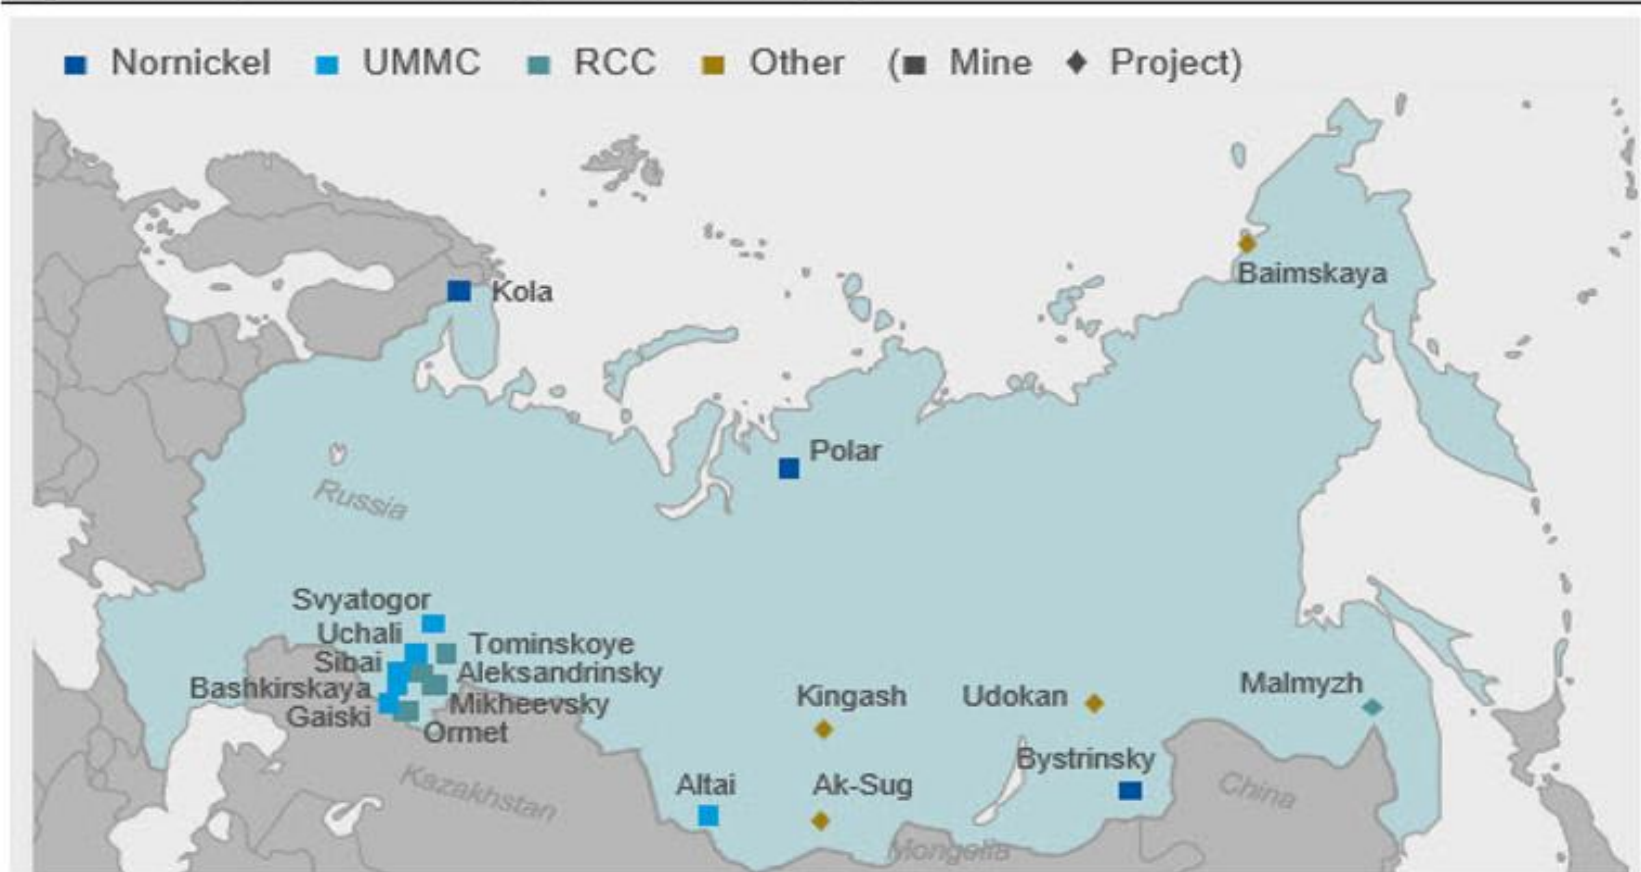 Nornickel UMMC RCC Other (Mine Project)
Baimskaya
Kola
Polar
Russia
Svyatogor
Uchali
Tominskoye
Sibai
Aleksandrinsky
Bashkirskaya
Mikheevsky
Gaiski
Ormet
Kingash
Udokan
Malmyzh
Bystrinsky
Altai
Ak-Sug
Kazakhstan
China
Mongolia